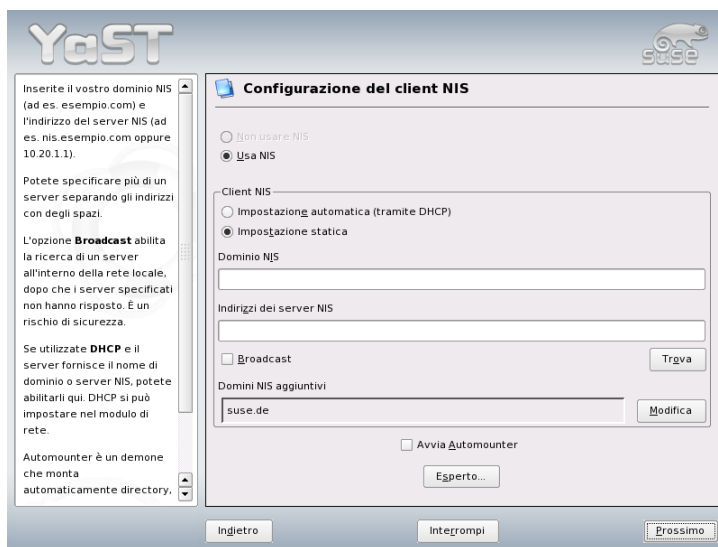 YaST
SUSE
Inserite il vostro dominio NIS
(ad es. esempio.com) e
l'indirizzo del server NIS (ad
es. nis.esempio.com oppure
10.20.1.1).
Potete specificare più di un
server separando gli indirizzi
con degli spazi.
L'opzione Broadcast abilita
la ricerca di un server
all'interno della rete locale,
dopo che i server specificati
non hanno risposto. È un
rischio di sicurezza.
Se utilizzate DHCP e il
server fornisce il nome di
dominio o server NIS, potete
abilitarli qui. DHCP si può
impostare nel modulo di
rete.
Automounter è un demone
che monta
automaticamente directory,
Configurazione del client NIS
Non usare NIS
Usa NIS
Client NIS
Impostazione automatica (tramite DHCP)
Impostazione statica
Dominio NIS
Indirizzi dei server NIS
Broadcast
Trova
Domini NIS aggiuntivi
suse.de
Modifica
Avvia Automounter
Esperto...
Indietro
Interrompi
Prossimo